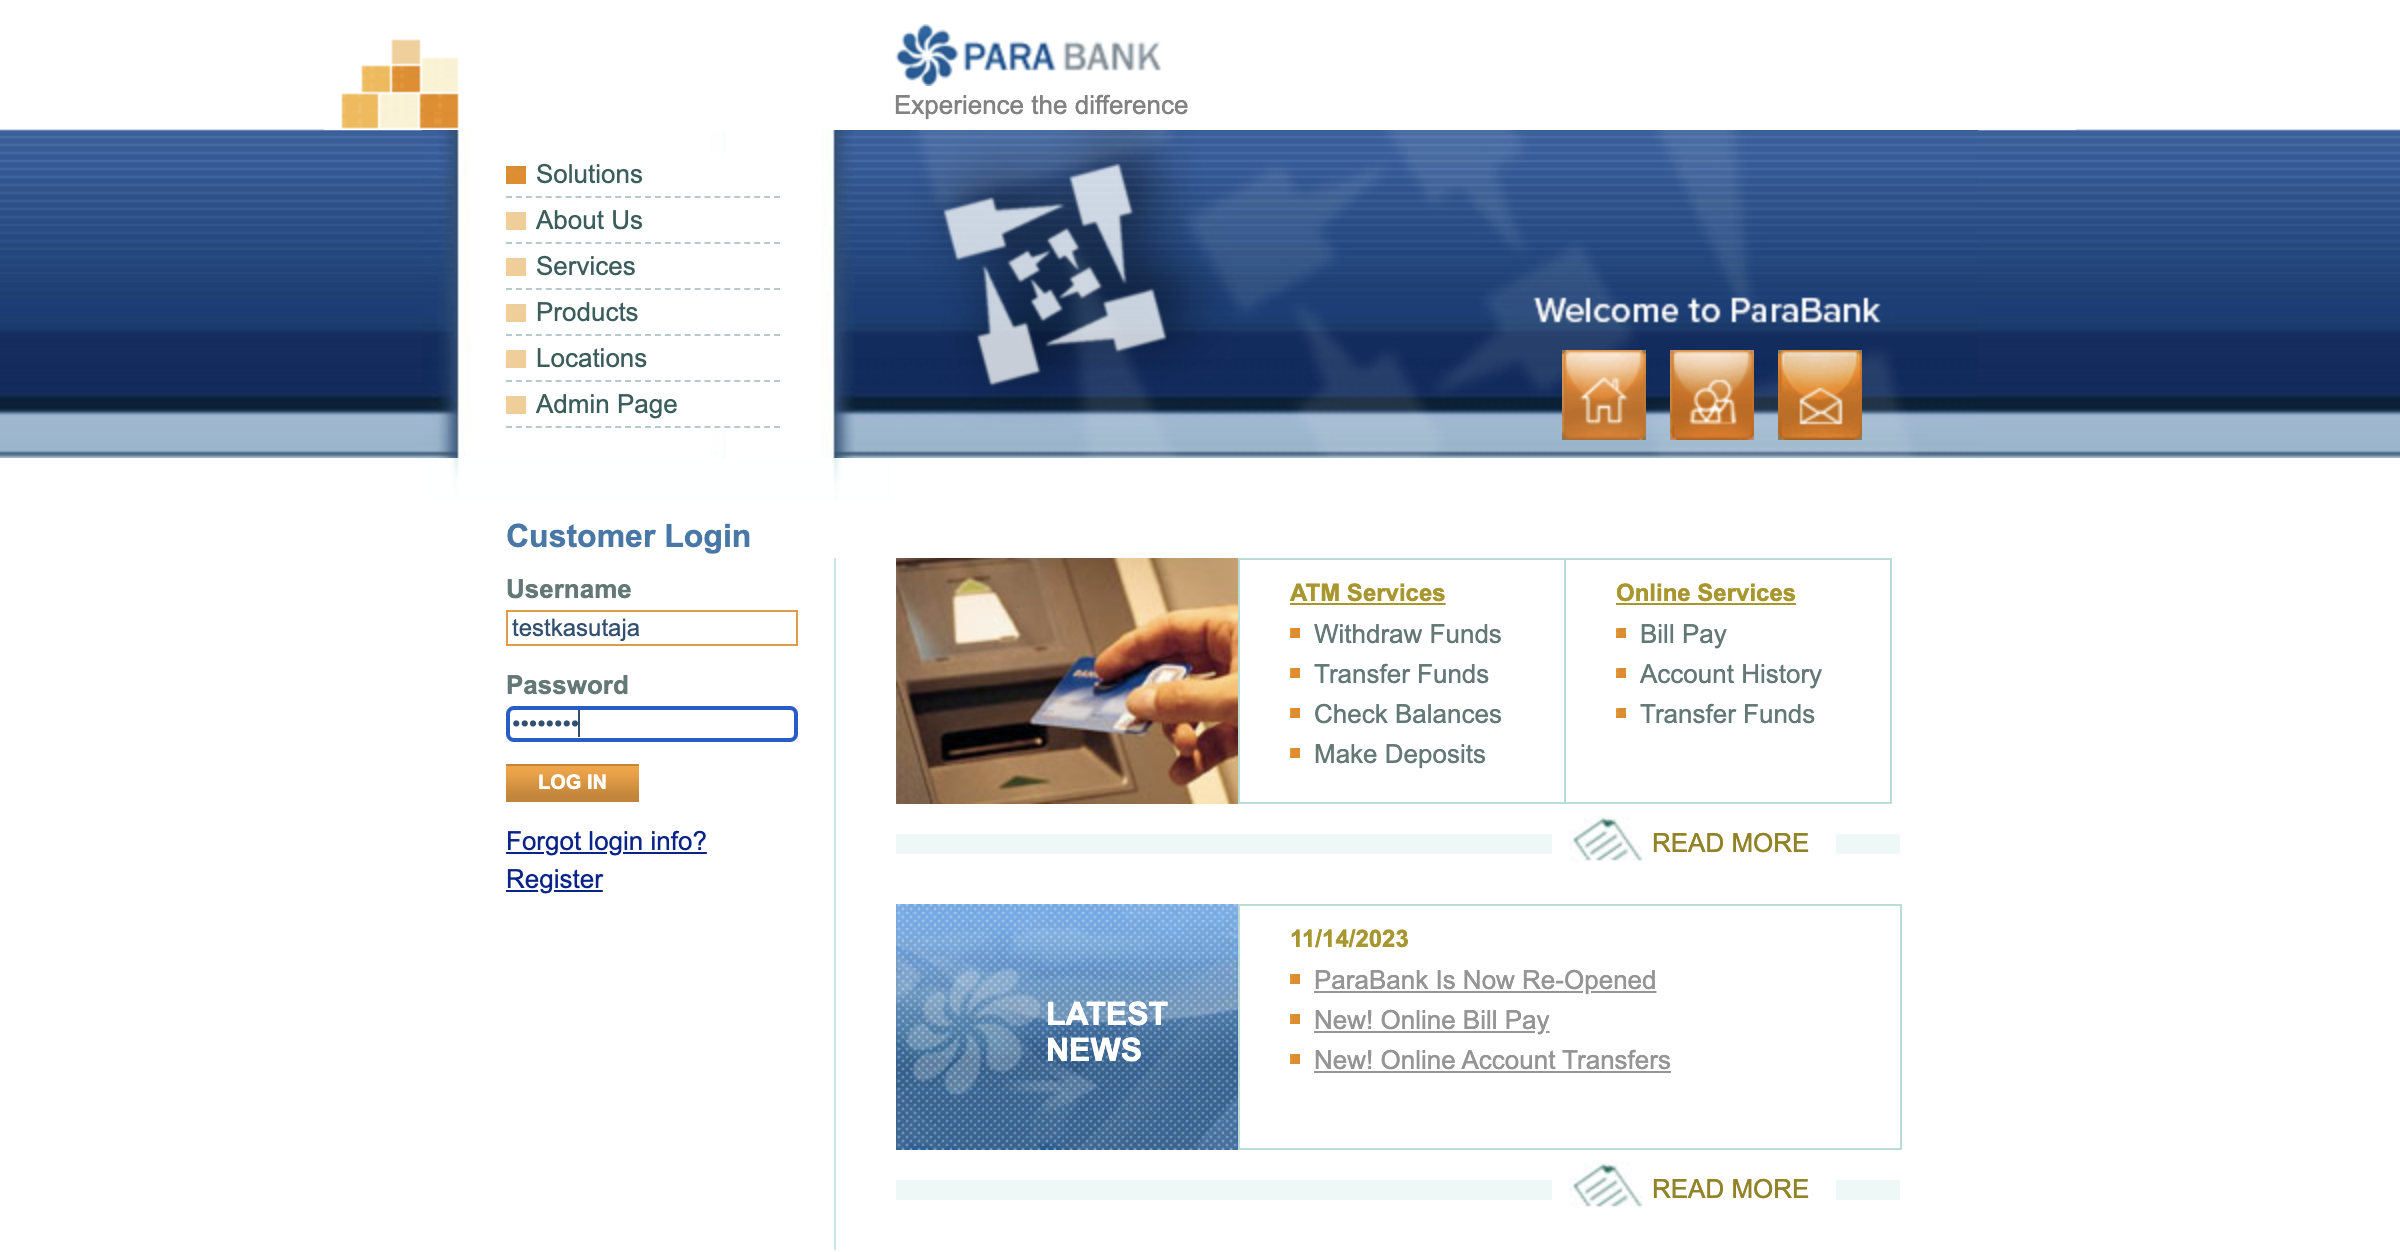 PARA BANK
Experience the difference
Solutions
About Us
Services
Products
Locations
Admin Page
Welcome to ParaBank
Customer Login
Username
testkasutaja
Password
••••••••
LOG IN
Forgot login info?
Register
ATM Services
Withdraw Funds
Transfer Funds
Check Balances
Make Deposits
Online Services
Bill Pay
Account History
Transfer Funds
READ MORE
LATEST
NEWS
11/14/2023
ParaBank Is Now Re-Opened
New! Online Bill Pay
New! Online Account Transfers
READ MORE